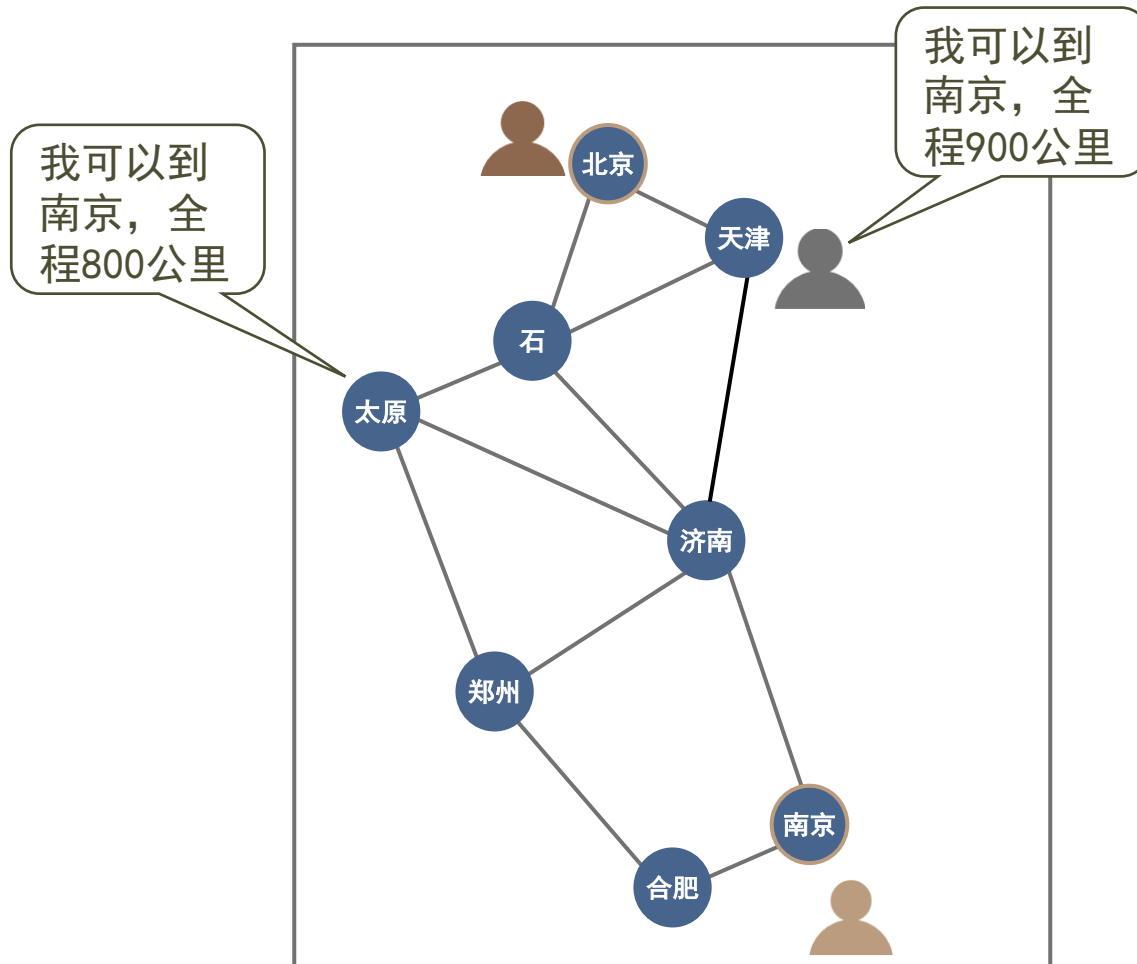 我可以到
南京，全
程900公里
我可以到
南京，全
程800公里
北京
天津
石
太原
济南
郑州
南京
合肥